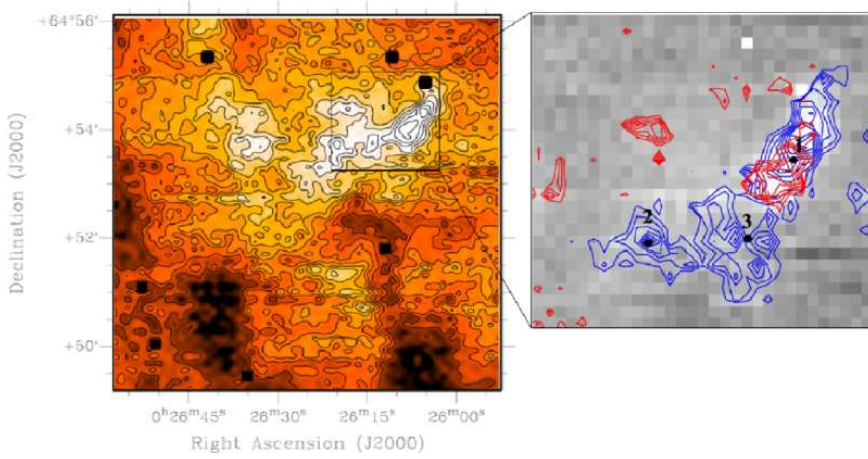 +64°56'
+54'
+52'
+50'
Declination (J2000)
0ʰ26ᵐ45ˢ
26ᵐ30ˢ
26ᵐ15ˢ
26ᵐ00ˢ
Right Ascension (J2000)
1
2
3